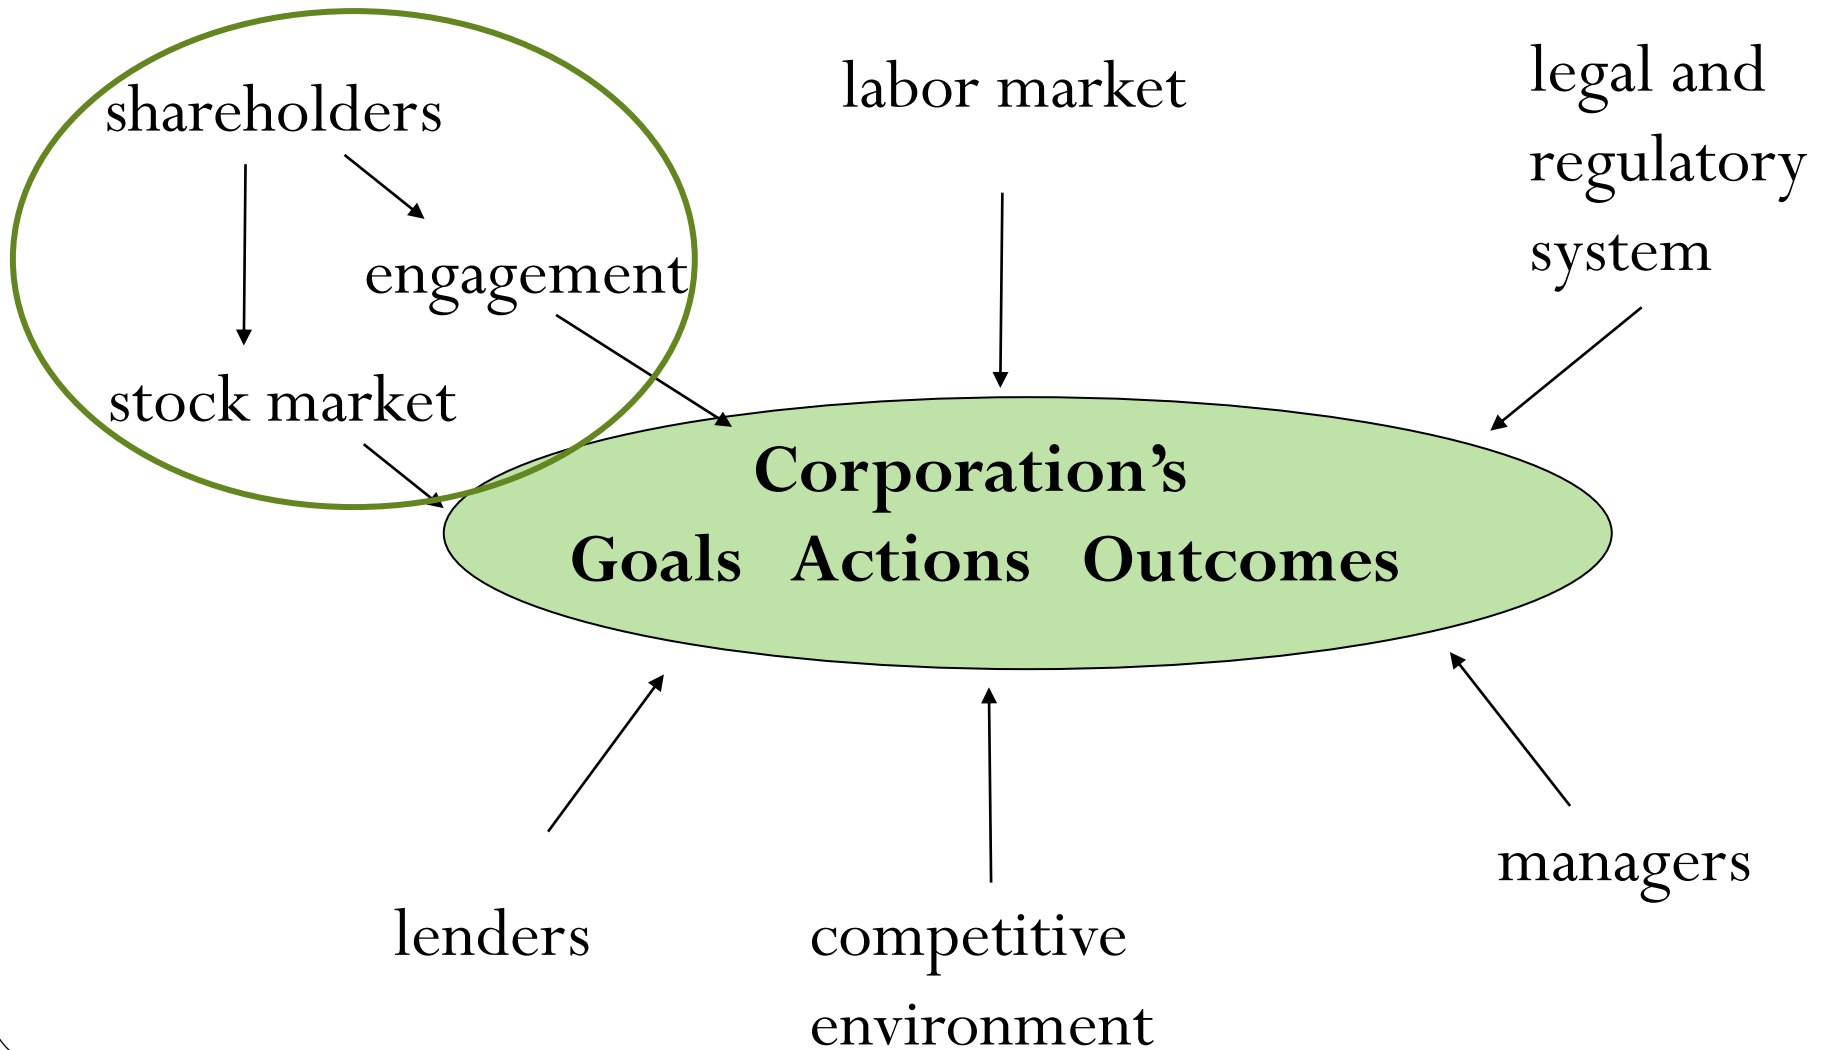 shareholders
engagement
stock market
labor market
legal and
regulatory
system
Corporation’s
Goals Actions Outcomes
lenders
competitive
environment
managers